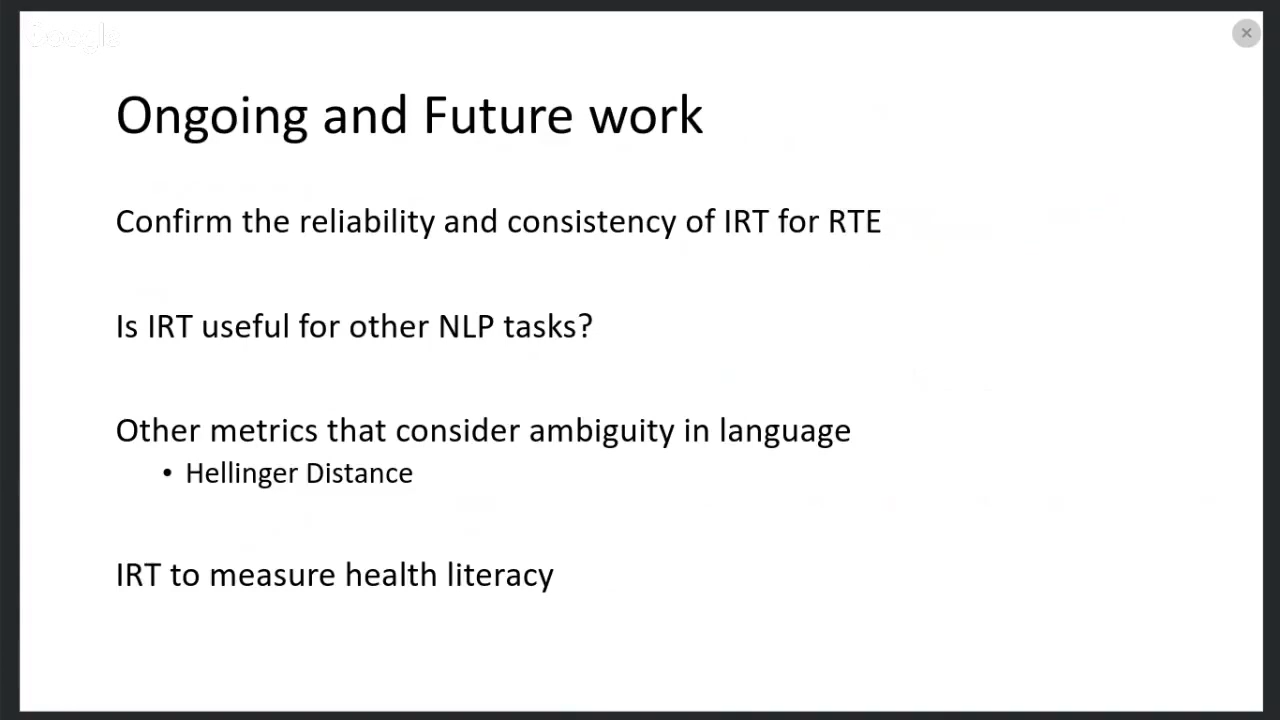 Google
Ongoing and Future work
Confirm the reliability and consistency of IRT for RTE
Is IRT useful for other NLP tasks?
Other metrics that consider ambiguity in language
• Hellinger Distance
IRT to measure health literacy